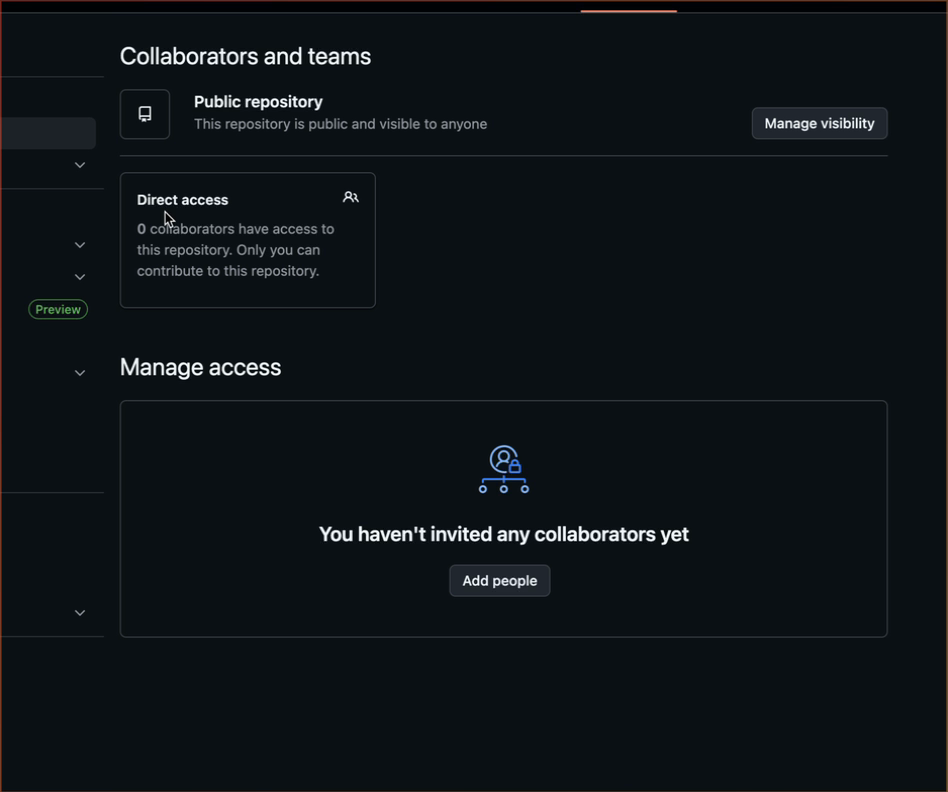 Collaborators and teams
Public repository
This repository is public and visible to anyone
Manage visibility
Direct access
0 collaborators have access to
this repository. Only you can
contribute to this repository.
Preview
Manage access
You haven't invited any collaborators yet
Add people